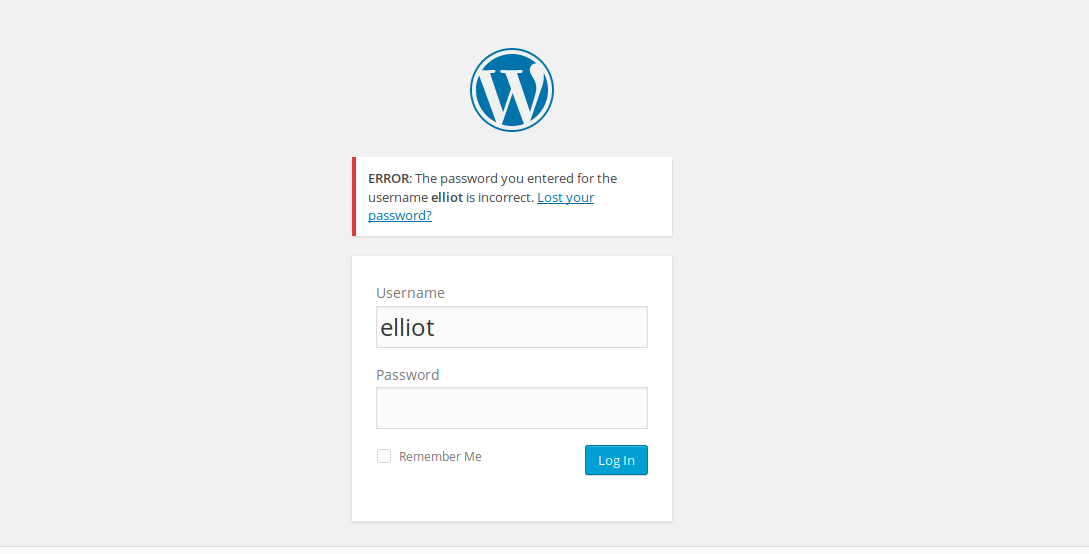 ERROR: The password you entered for the
username elliot is incorrect. Lost your
password?
Username
elliot
Password
Remember Me
Log In